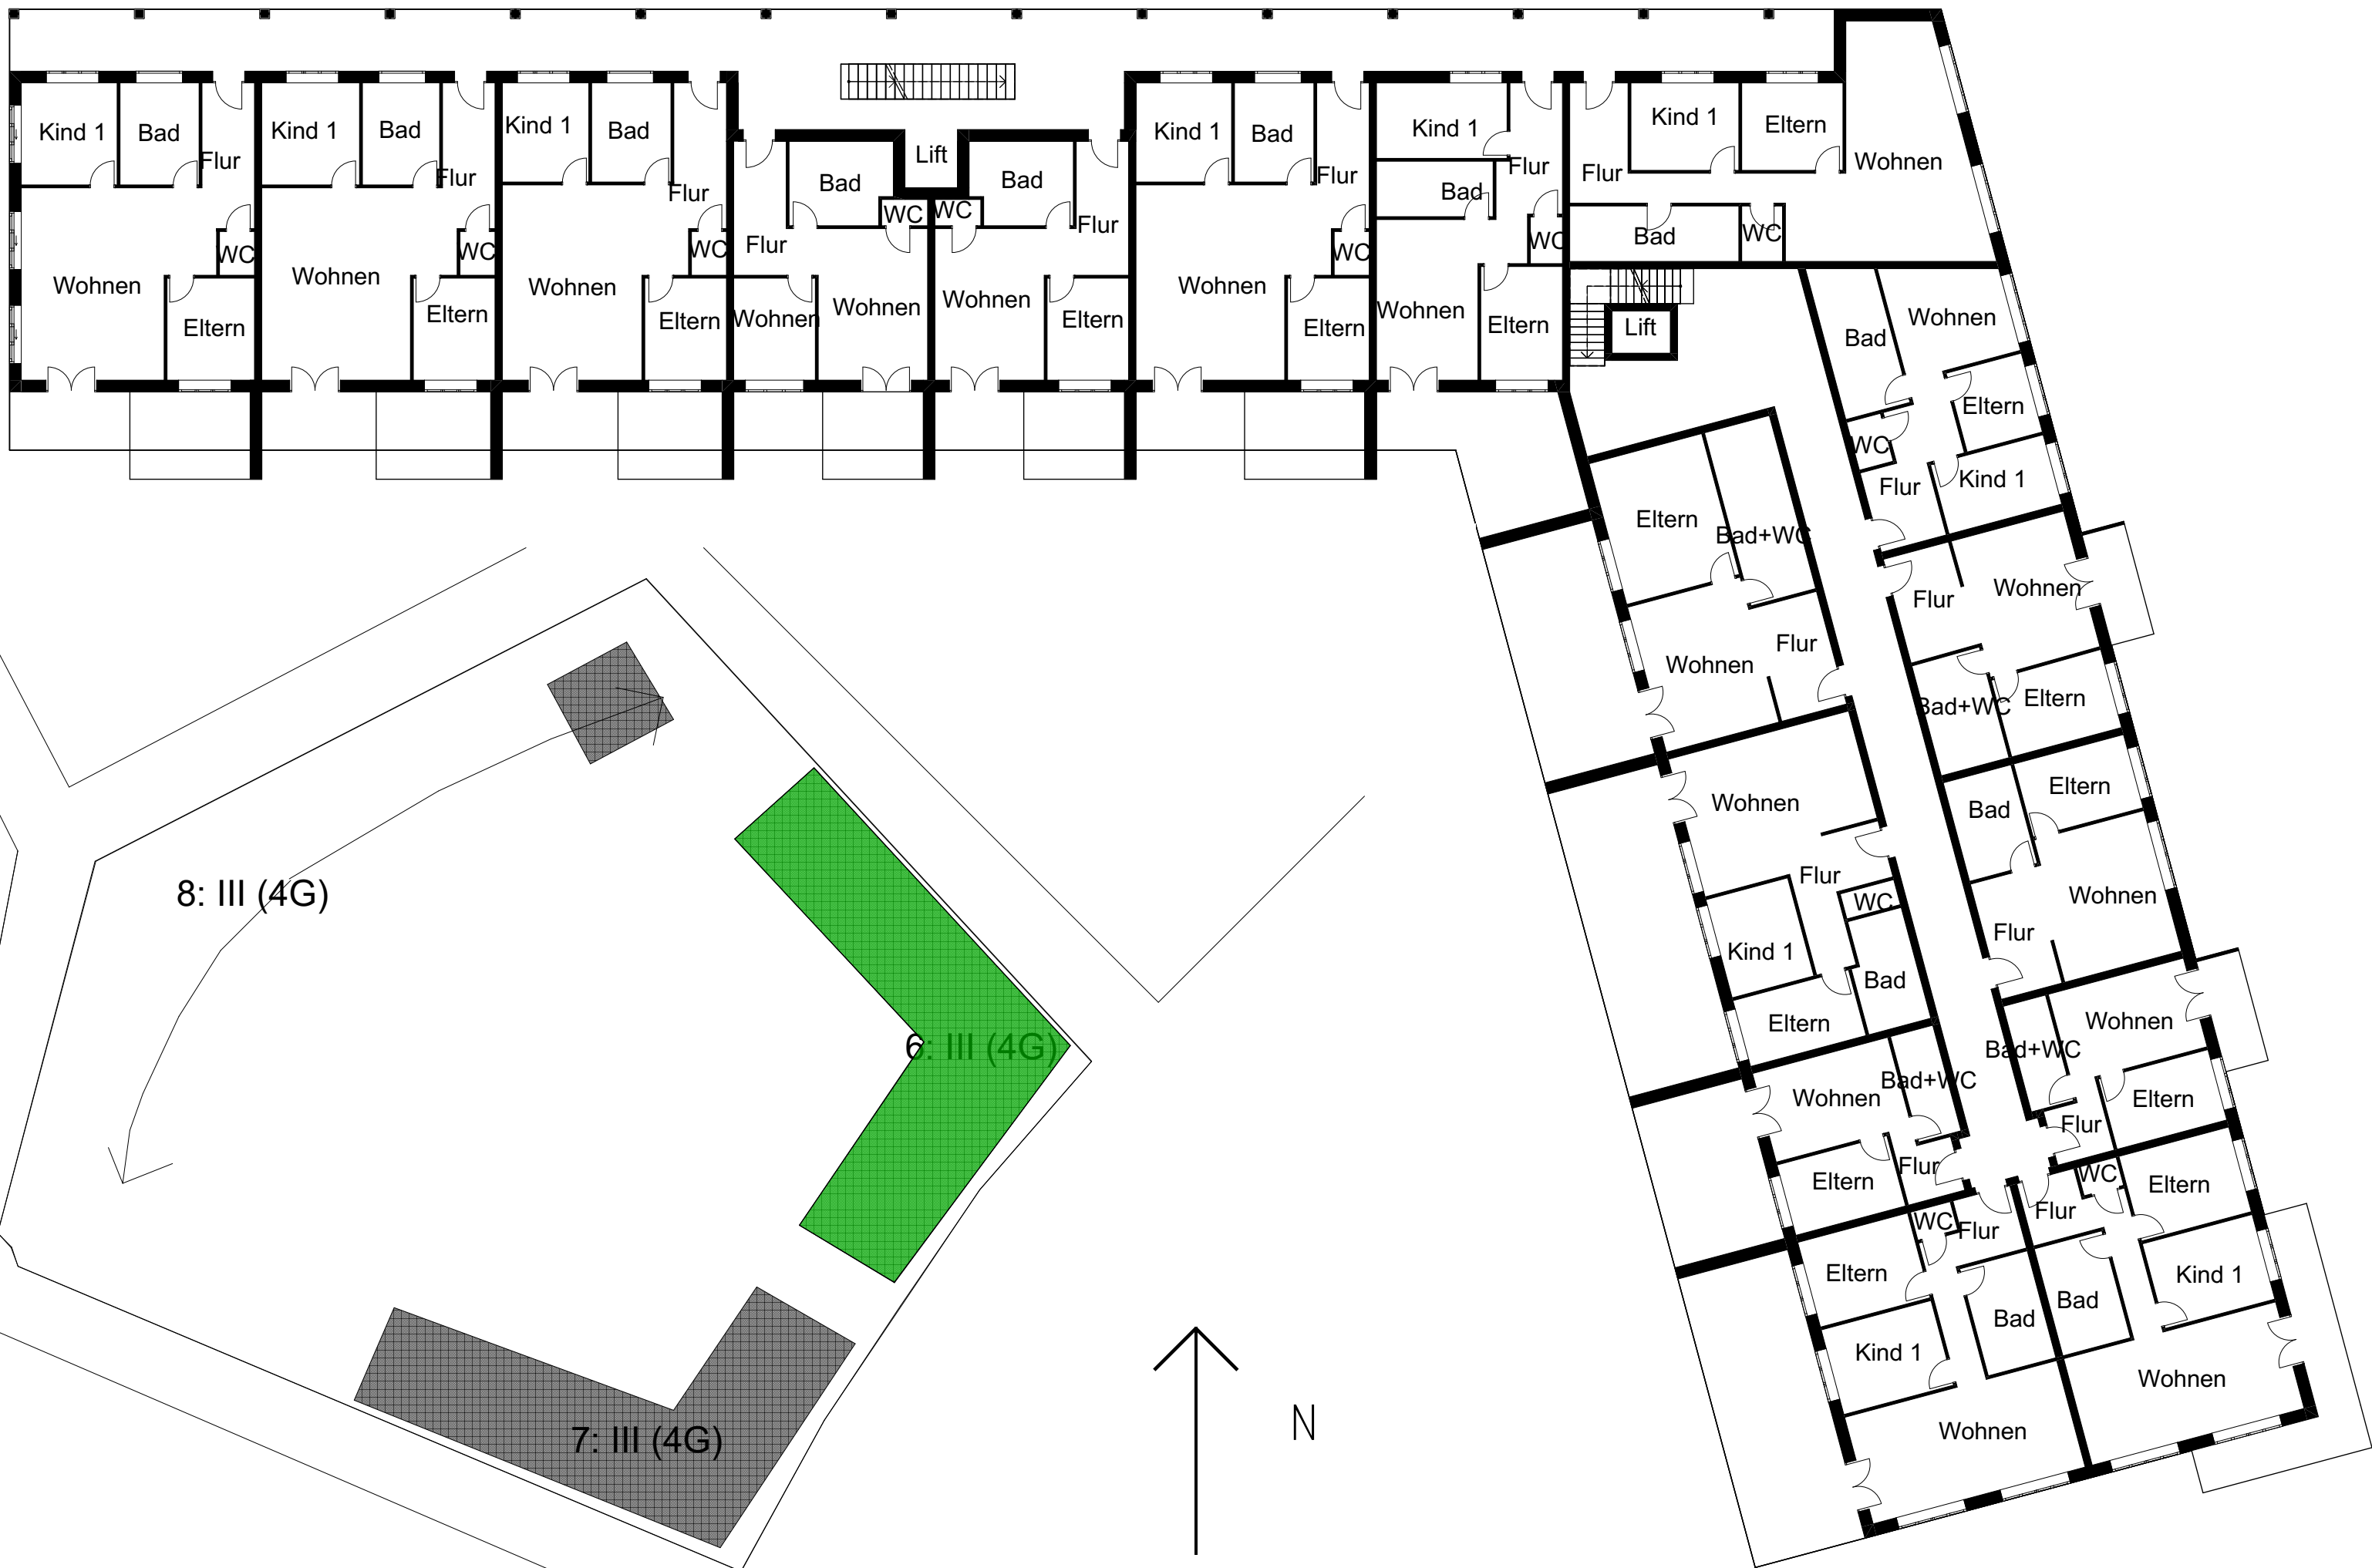 Kind 1
Bad
Flur
WC
Wohnen
Eltern
Kind 1
Bad
Flur
WC
Wohnen
Eltern
Kind 1
Bad
Flur
WC
Wohnen
Eltern
Bad
WC
Flur
Wohnen
Wohnen
Lift
Bad
WC
Flur
Wohnen
Eltern
Kind 1
Bad
Flur
WC
Wohnen
Eltern
Kind 1
Flur
Bad
WC
Wohnen
Eltern
Kind 1
Eltern
Flur
Wohnen
Bad
WC
Lift
Wohnen
Bad
Eltern
WC
Flur
Kind 1
Eltern
Bad+WC
Flur
Wohnen
Flur
Wohnen
Bad+WC
Eltern
Wohnen
Flur
WC
Kind 1
Bad
Eltern
Eltern
Bad
Wohnen
Flur
Wohnen
Bad+WC
Eltern
Flur
Wohnen
Bad+WC
Eltern
Flur
WC
Eltern
Flur
Kind 1
Bad
Wohnen
WC
Flur
Eltern
Bad
Kind 1
Wohnen
8: III (4G)
6: III (4G)
7: III (4G)
N